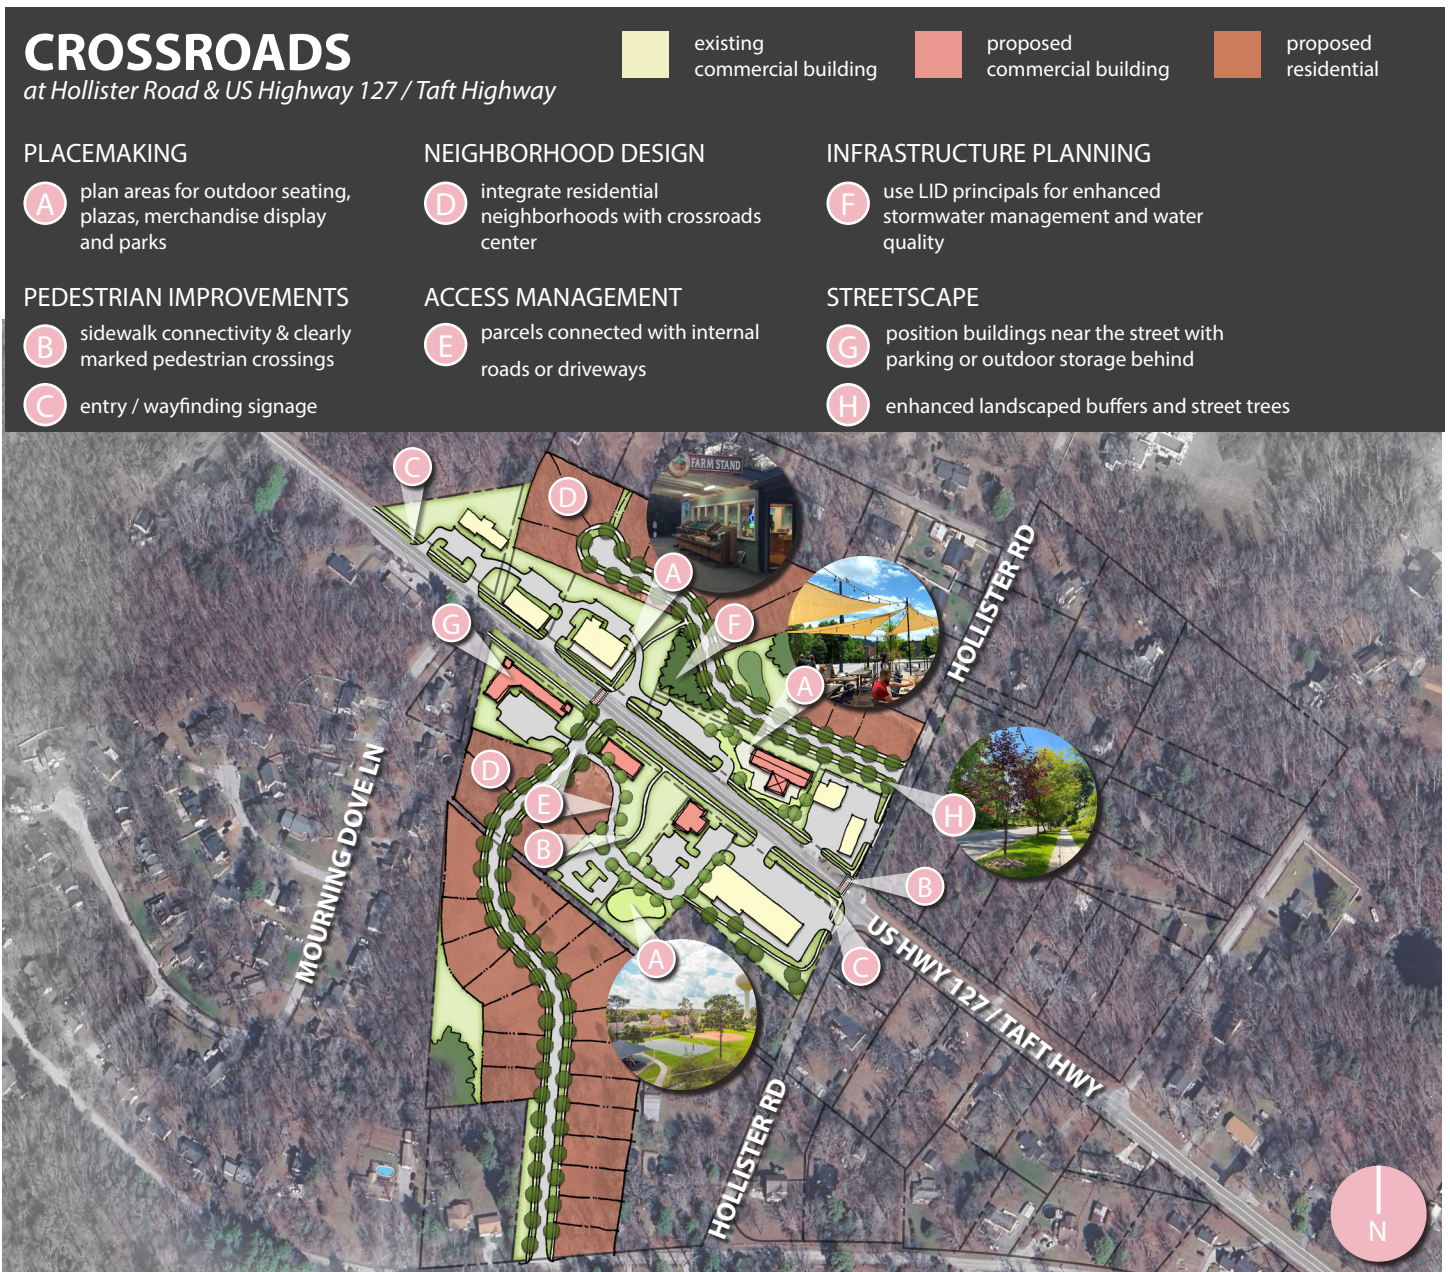 CROSSROADS
at Hollister Road & US Highway 127 / Taft Highway
existing
commercial building
proposed
commercial building
proposed
residential
PLACEMAKING
A
plan areas for outdoor seating,
plazas, merchandise display
and parks
NEIGHBORHOOD DESIGN
D
integrate residential
neighborhoods with crossroads
center
INFRASTRUCTURE PLANNING
F
use LID principals for enhanced
stormwater management and water
quality
PEDESTRIAN IMPROVEMENTS
B
sidewalk connectivity & clearly
marked pedestrian crossings
C
entry / wayfinding signage
ACCESS MANAGEMENT
E
parcels connected with internal
roads or driveways
STREETSCAPE
G
position buildings near the street with
parking or outdoor storage behind
H
enhanced landscaped buffers and street trees
C
D
FARM STAND
A
G
F
HOLLISTER RD
A
D
E
H
B
MOURNING DOVE LN
B
A
C
US HWY 127 / TAFT HWY
HOLLISTER RD
N